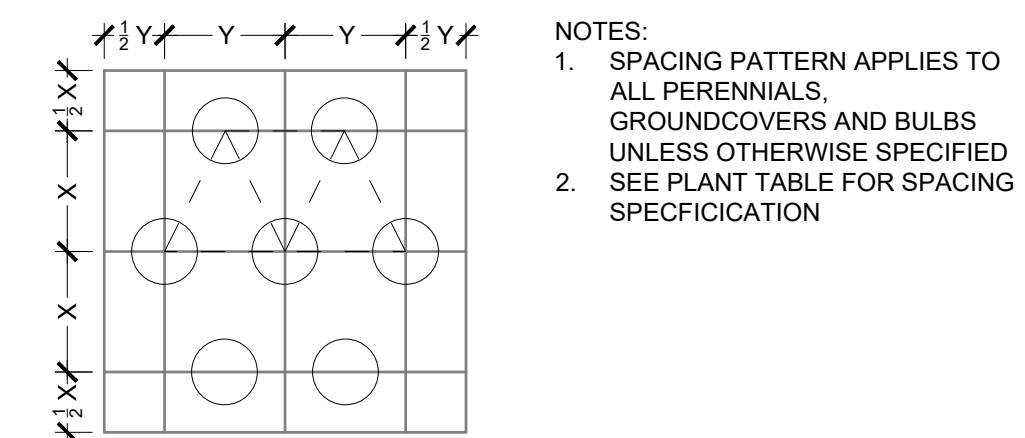 ½ Y Y Y ½ Y
½ X
X
X
½ X
NOTES:
1. SPACING PATTERN APPLIES TO
ALL PERENNIALS,
GROUNDCOVERS AND BULBS
UNLESS OTHERWISE SPECIFIED
2. SEE PLANT TABLE FOR SPACING
SPECFICICATION